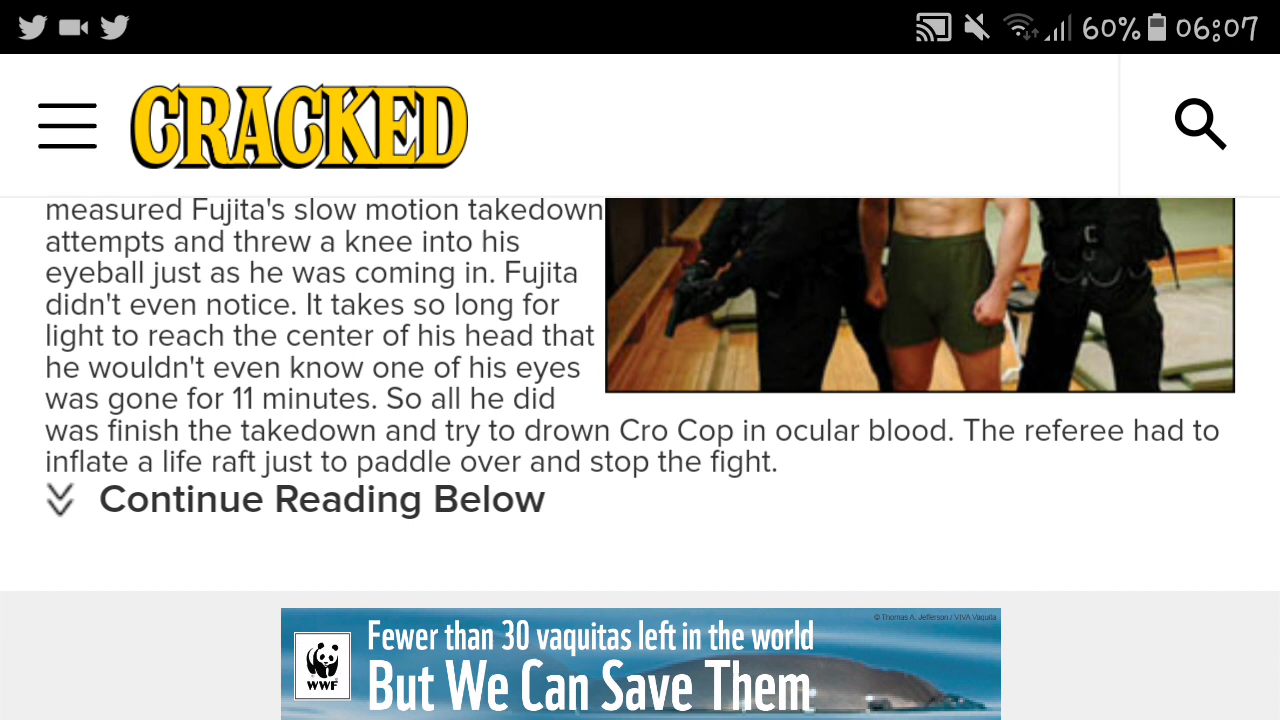 60% 06:07
CRACKED
measured Fujita's slow motion takedown
attempts and threw a knee into his
eyeball just as he was coming in. Fujita
didn't even notice. It takes so long for
light to reach the center of his head that
he wouldn't even know one of his eyes
was gone for 11 minutes. So all he did
was finish the takedown and try to drown Cro Cop in ocular blood. The referee had to
inflate a life raft just to paddle over and stop the fight.
Continue Reading Below
© Thomas A. Jefferson / VIVA Vaquita
Fewer than 30 vaquitas left in the world
WWF
But We Can Save Them